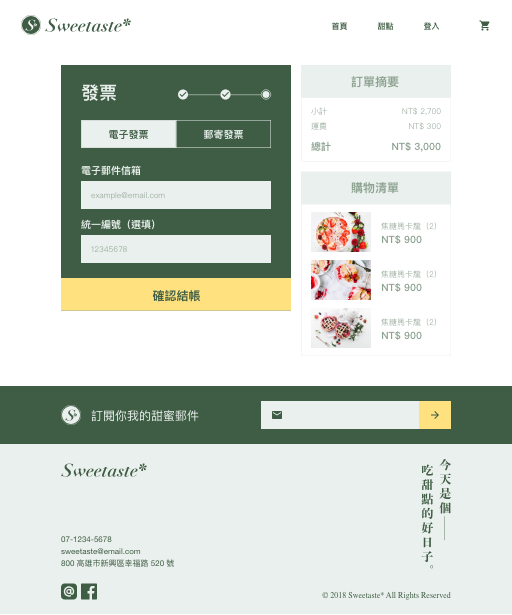 Sweetaste*
首頁
甜點
登入
發票
電子發票
郵寄發票
電子郵件信箱
example@email.com
統一編號（選填）
12345678
確認結帳
訂單摘要
小計 NT$ 2,700
運費 NT$ 300
總計 NT$ 3,000
購物清單
焦糖馬卡龍（2）
NT$ 900
焦糖馬卡龍（2）
NT$ 900
焦糖馬卡龍（2）
NT$ 900
訂閱你我的甜蜜郵件
Sweetaste*
今天是個——
吃甜點的好日子。
07-1234-5678
sweetaste@email.com
800 高雄市新興區幸福路 520 號
© 2018 Sweetaste* All Rights Reserved